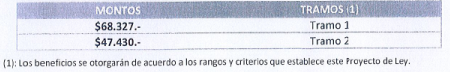 MONTOS TRAMOS (1)
$68.327.- Tramo 1
$47.430.- Tramo 2
(1): Los beneficios se otorgarán de acuerdo a los rangos y criterios que establece este Proyecto de Ley.